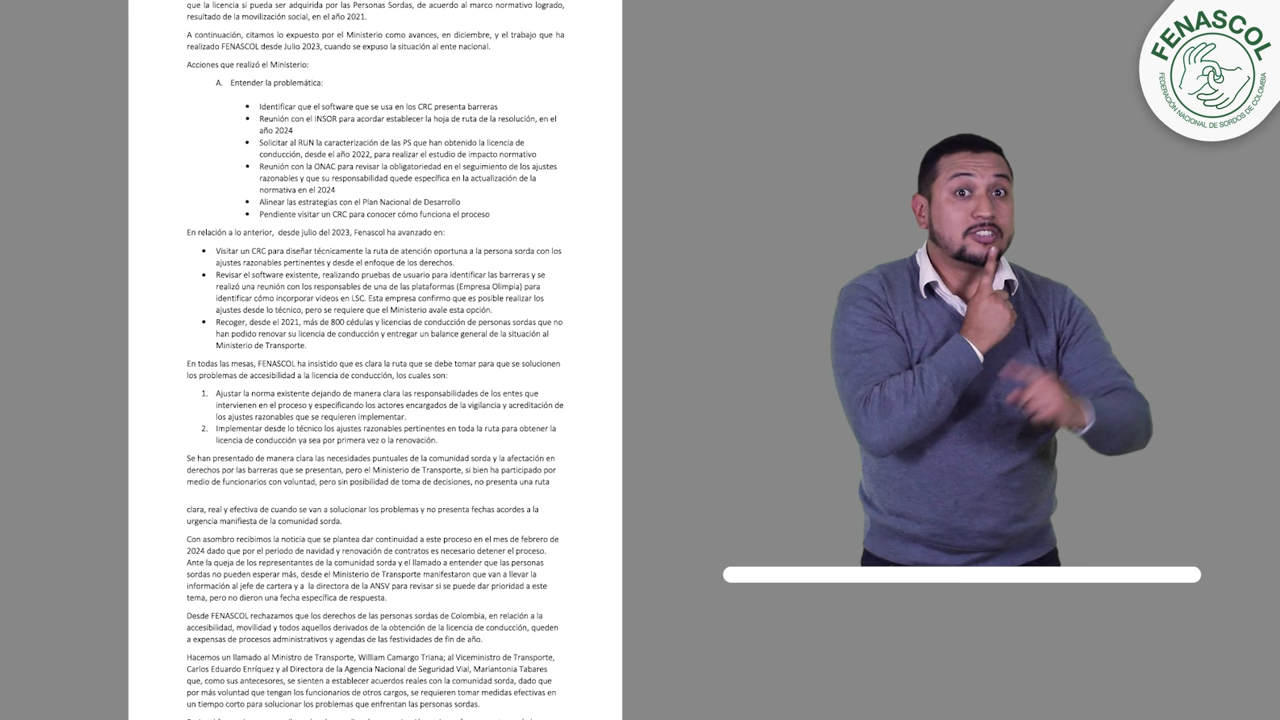 que la licencia si pueda ser adquirida por las Personas Sordas, de acuerdo al marco normativo logrado,
resultado de la movilización social, en el año 2021.
A continuación, citamos lo expuesto por el Ministerio como avances, en diciembre, y el trabajo que ha
realizado FENASCOL desde Julio 2023, cuando se expuso la situación al ente nacional.
Acciones que realizó el Ministerio:
A. Entender la problemática:
• Identificar que el software que se usa en los CRC presenta barreras
• Reunión con el INSOR para acordar establecer la hoja de ruta de la resolución, en el
año 2024
• Solicitar al RUN la caracterización de las PS que han obtenido la licencia de
conducción, desde el año 2022, para realizar el estudio de impacto normativo
• Reunión con la ONAC para revisar la obligatoriedad en el seguimiento de los ajustes
razonables y que su responsabilidad quede específica en la actualización de la
normativa en el 2024
• Alinear las estrategias con el Plan Nacional de Desarrollo
• Pendiente visitar un CRC para conocer cómo funciona el proceso
En relación a lo anterior, desde julio del 2023, Fenascol ha avanzado en:
• Visitar un CRC para diseñar técnicamente la ruta de atención oportuna a la persona sorda con los
ajustes razonables pertinentes y desde el enfoque de los derechos.
• Revisar el software existente, realizando pruebas de usuario para identificar las barreras y se
realizó una reunión con los responsables de una de las plataformas (Empresa Olimpia) para
identificar cómo incorporar videos en LSC. Esta empresa confirmo que es posible realizar los
ajustes desde lo técnico, pero se requiere que el Ministerio avale esta opción.
• Recoger, desde el 2021, más de 800 cédulas y licencias de conducción de personas sordas que no
han podido renovar su licencia de conducción y entregar un balance general de la situación al
Ministerio de Transporte.
En todas las mesas, FENASCOL ha insistido que es clara la ruta que se debe tomar para que se solucionen
los problemas de accesibilidad a la licencia de conducción, los cuales son:
1. Ajustar la norma existente dejando de manera clara las responsabilidades de los entes que
intervienen en el proceso y especificando los actores encargados de la vigilancia y acreditación de
los ajustes razonables que se requieren implementar.
2. Implementar desde lo técnico los ajustes razonables pertinentes en toda la ruta para obtener la
licencia de conducción ya sea por primera vez o la renovación.
Se han presentado de manera clara las necesidades puntuales de la comunidad sorda y la afectación en
derechos por las barreras que se presentan, pero el Ministerio de Transporte, si bien ha participado por
medio de funcionarios con voluntad, pero sin posibilidad de toma de decisiones, no presenta una ruta
clara, real y efectiva de cuando se van a solucionar los problemas y no presenta fechas acordes a la
urgencia manifiesta de la comunidad sorda.
Con asombro recibimos la noticia que se plantea dar continuidad a este proceso en el mes de febrero de
2024 dado que por el periodo de navidad y renovación de contratos es necesario detener el proceso.
Ante la queja de los representantes de la comunidad sorda y el llamado a entender que las personas
sordas no pueden esperar más, desde el Ministerio de Transporte manifestaron que van a llevar la
información al jefe de cartera y a la directora de la ANSV para revisar si se puede dar prioridad a este
tema, pero no dieron una fecha específica de respuesta.
Desde FENASCOL rechazamos que los derechos de las personas sordas de Colombia, en relación a la
accesibilidad, movilidad y todos aquellos derivados de la obtención de la licencia de conducción, queden
a expensas de procesos administrativos y agendas de las festividades de fin de año.
Hacemos un llamado al Ministro de Transporte, William Camargo Triana; al Viceministro de Transporte,
Carlos Eduardo Enríquez y al Directora de la Agencia Nacional de Seguridad Vial, Mariantonia Tabares
que, como sus antecesores, se sienten a establecer acuerdos reales con la comunidad sorda, dado que
por más voluntad que tengan los funcionarios de otros cargos, se requieren tomar medidas efectivas en
un tiempo corto para solucionar los problemas que enfrentan las personas sordas.
FENASCOL
FEDERACIÓN NACIONAL DE SORDOS DE COLOMBIA